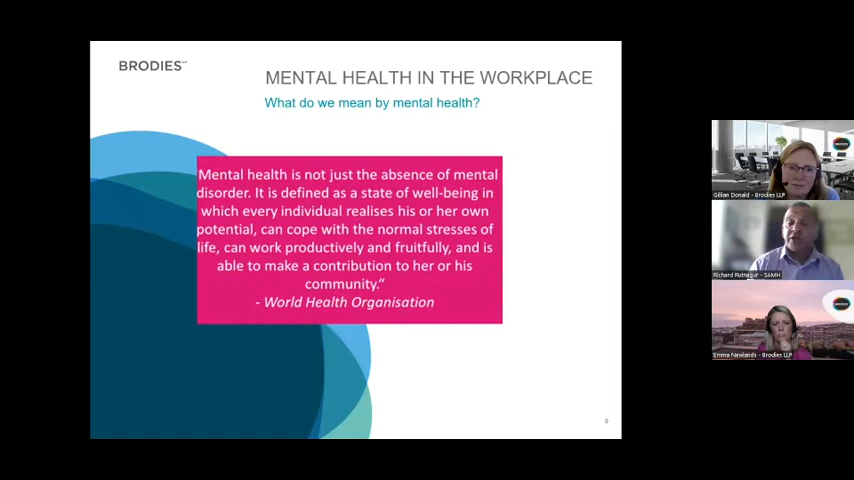 BRODIES
MENTAL HEALTH IN THE WORKPLACE
What do we mean by mental health?
Mental health is not just the absence of mental
disorder. It is defined as a state of well-being in
which every individual realises his or her own
potential, can cope with the normal stresses of
life, can work productively and fruitfully, and is
able to make a contribution to her or his
community.“
- World Health Organisation
Gillian Donald - Brodies LLP
Richard Rutnagur - SAMH
Emma Newlands - Brodies LLP